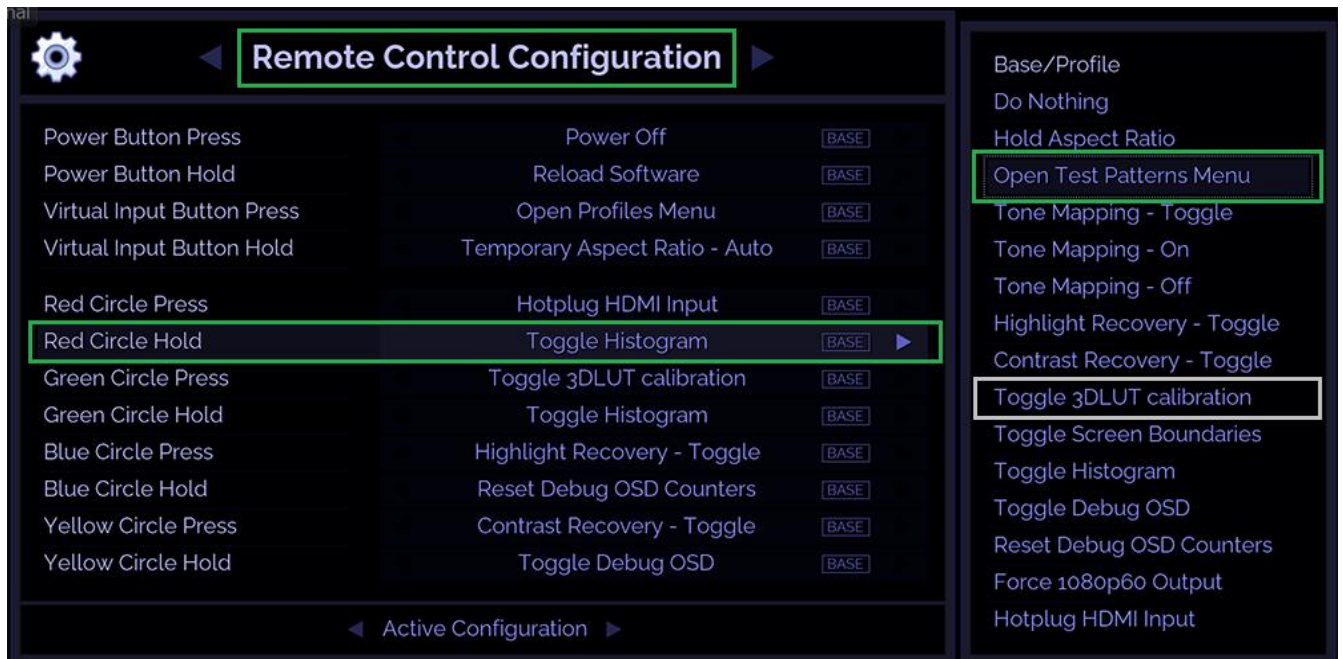 nal
Remote Control Configuration
Power Button Press Power Off BASE
Power Button Hold Reload Software BASE
Virtual Input Button Press Open Profiles Menu BASE
Virtual Input Button Hold Temporary Aspect Ratio - Auto BASE
Red Circle Press Hotplug HDMI Input BASE
Red Circle Hold Toggle Histogram BASE
Green Circle Press Toggle 3DLUT calibration BASE
Green Circle Hold Toggle Histogram BASE
Blue Circle Press Highlight Recovery - Toggle BASE
Blue Circle Hold Reset Debug OSD Counters BASE
Yellow Circle Press Contrast Recovery - Toggle BASE
Yellow Circle Hold Toggle Debug OSD BASE
Active Configuration
Base/Profile
Do Nothing
Hold Aspect Ratio
Open Test Patterns Menu
Tone Mapping - Toggle
Tone Mapping - On
Tone Mapping - Off
Highlight Recovery - Toggle
Contrast Recovery - Toggle
Toggle 3DLUT calibration
Toggle Screen Boundaries
Toggle Histogram
Toggle Debug OSD
Reset Debug OSD Counters
Force 1080p60 Output
Hotplug HDMI Input